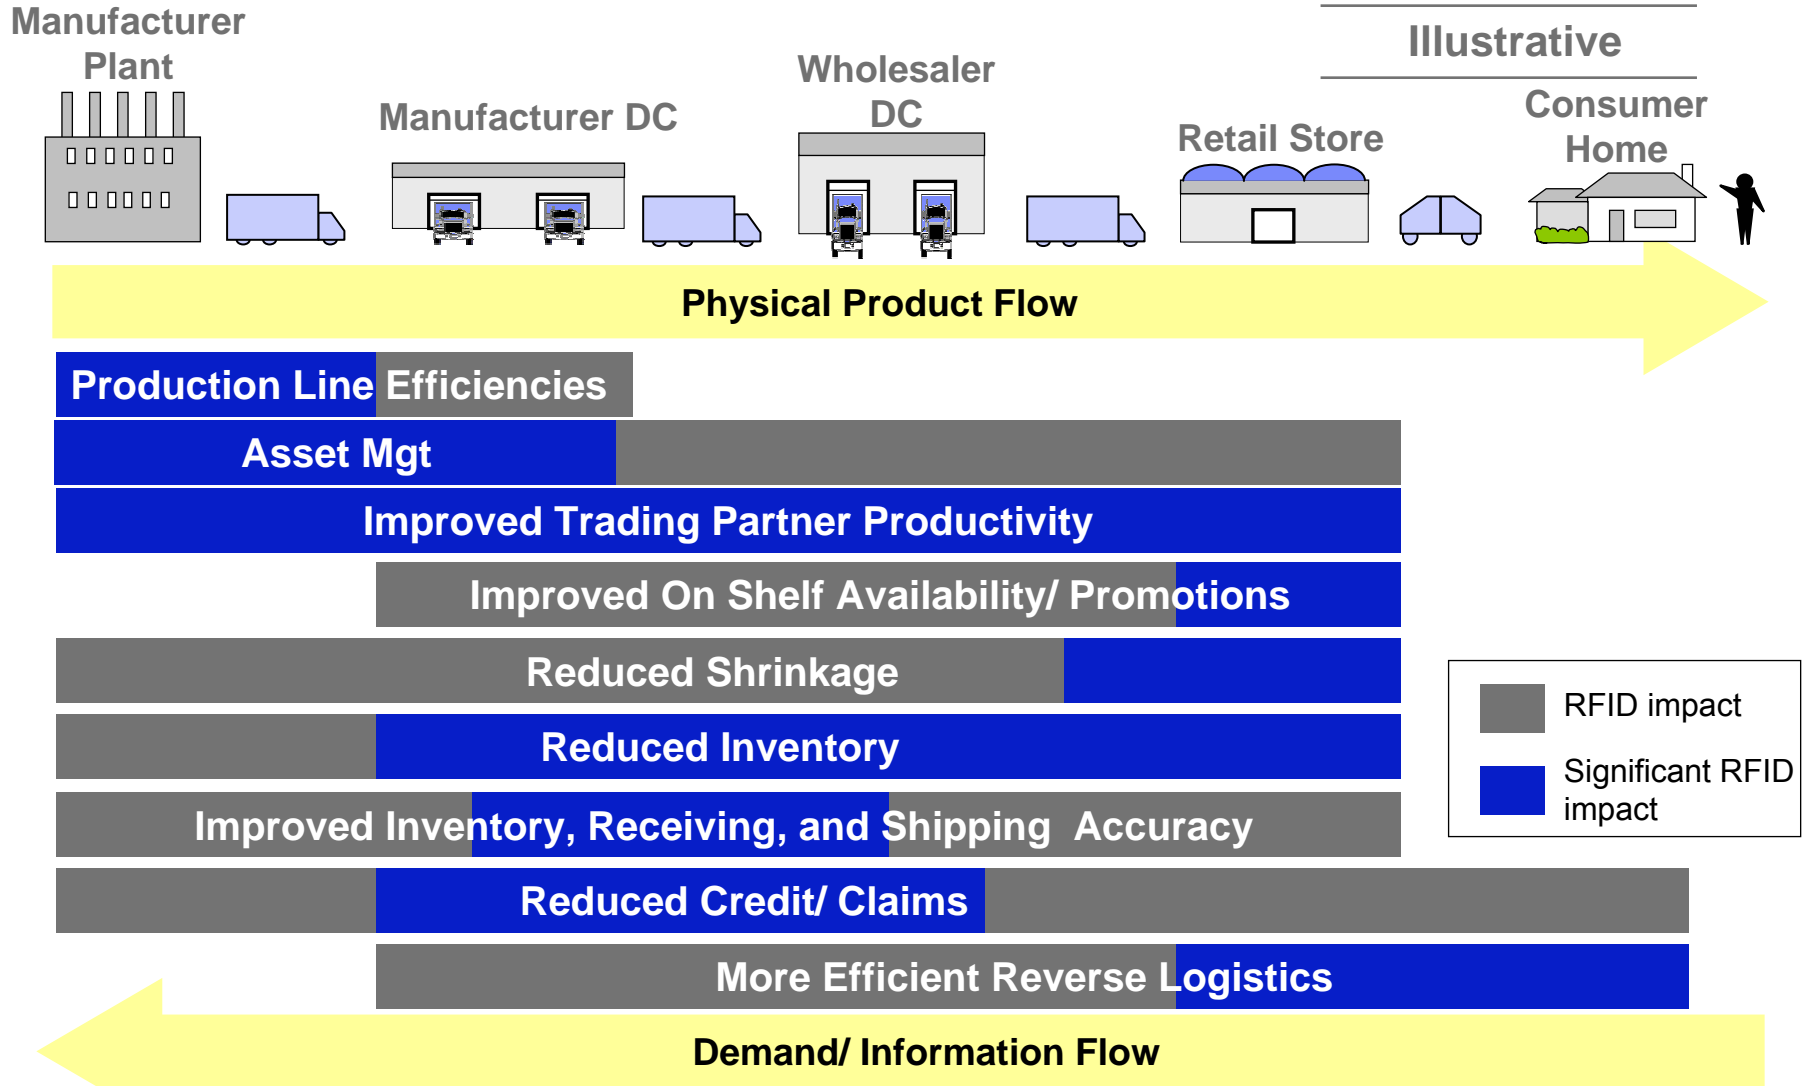 Manufacturer
Plant
Manufacturer DC
Wholesaler
DC
Retail Store
Illustrative
Consumer
Home
Physical Product Flow
Production Line Efficiencies
Asset Mgt
Improved Trading Partner Productivity
Improved On Shelf Availability/ Promotions
Reduced Shrinkage
Reduced Inventory
Improved Inventory, Receiving, and Shipping  Accuracy
Reduced Credit/ Claims
More Efficient Reverse Logistics
RFID impact
Significant RFID
impact
Demand/ Information Flow